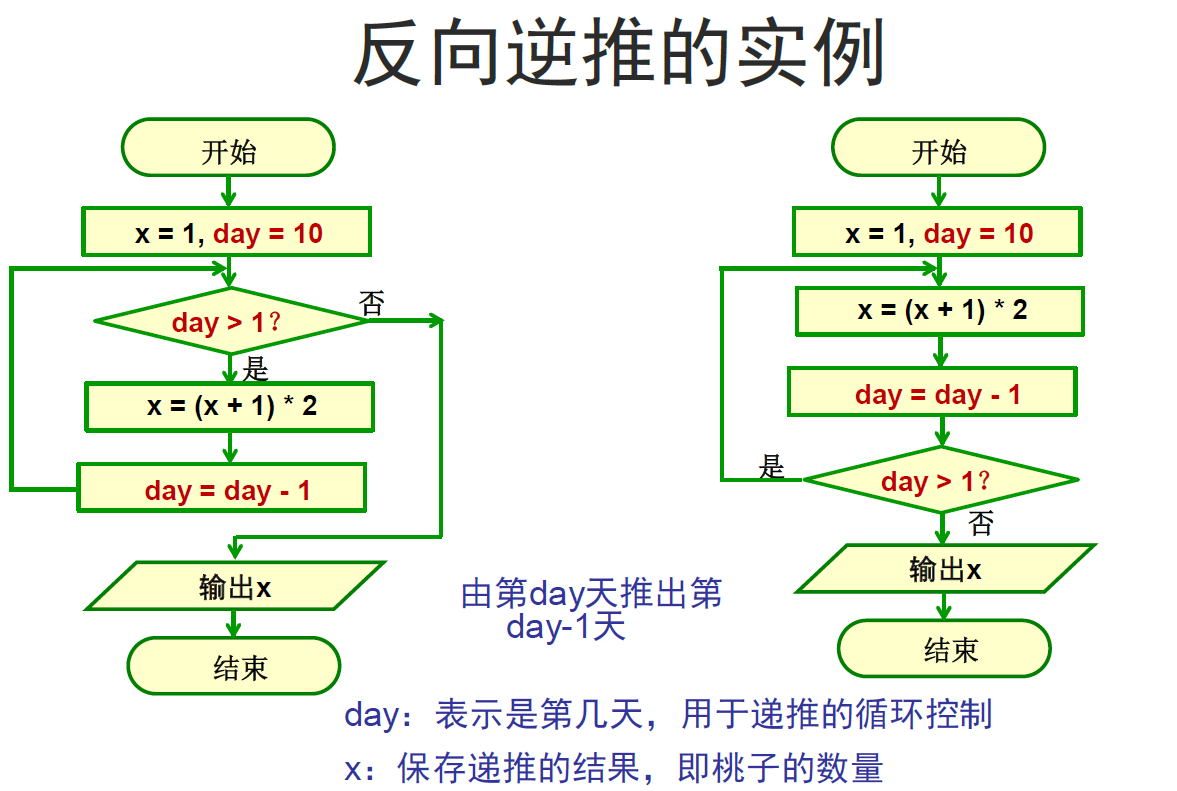 反向逆推的实例
开始
x = 1, day = 10
day > 1？
否
是
x = (x + 1) * 2
day = day - 1
输出x
结束
开始
x = 1, day = 10
x = (x + 1) * 2
day = day - 1
day > 1？
是
否
输出x
结束
由第day天推出第
day-1天
day：表示是第几天，用于递推的循环控制
x：保存递推的结果，即桃子的数量